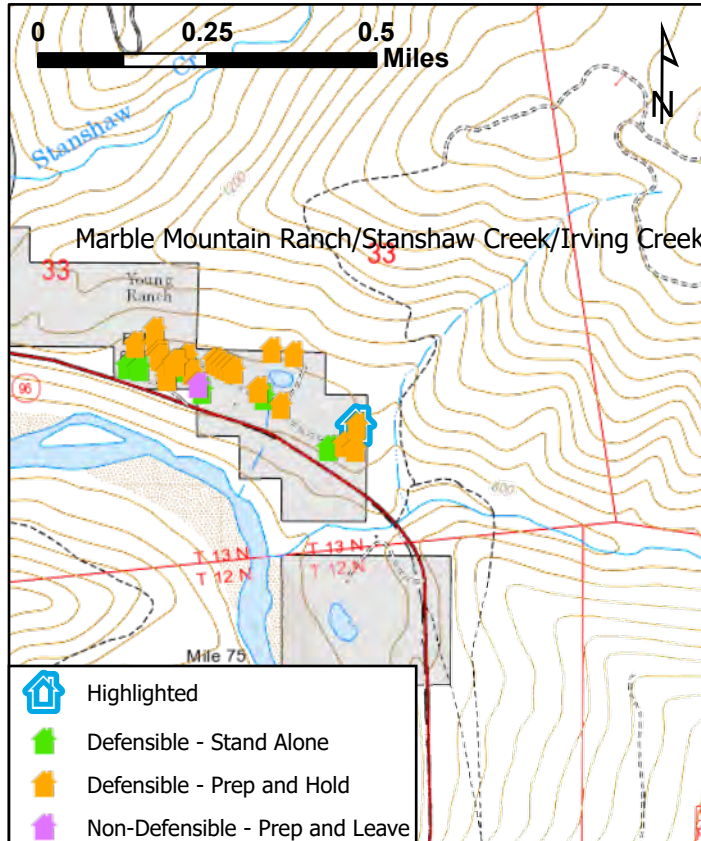 0 0.25 0.5
Miles
N
Stanshaw Cr
1200
Marble Mountain Ranch/Stanshaw Creek/Irving Creek
33
33
Young
Ranch
96
800
T 13 N T 13 N
T 12 N T 12 N
Mile 75
Highlighted
Defensible - Stand Alone
Defensible - Prep and Hold
Non-Defensible - Prep and Leave